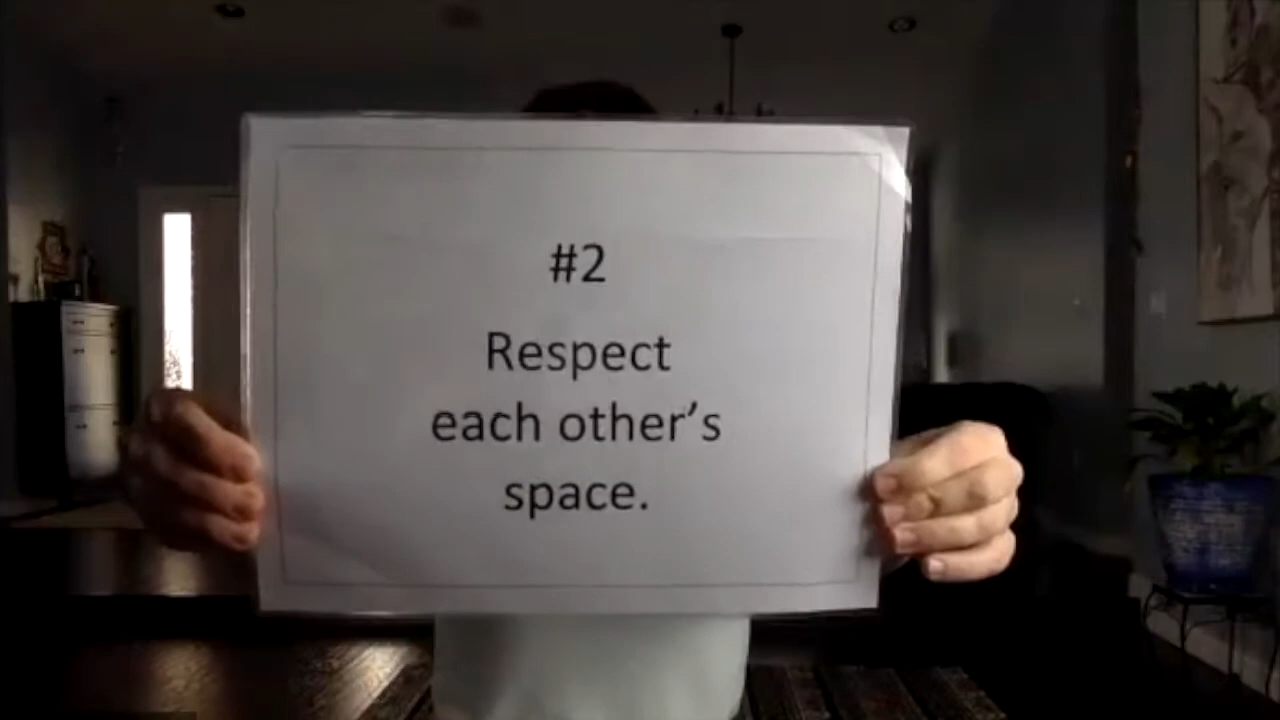 #2
Respect
each other’s
space.